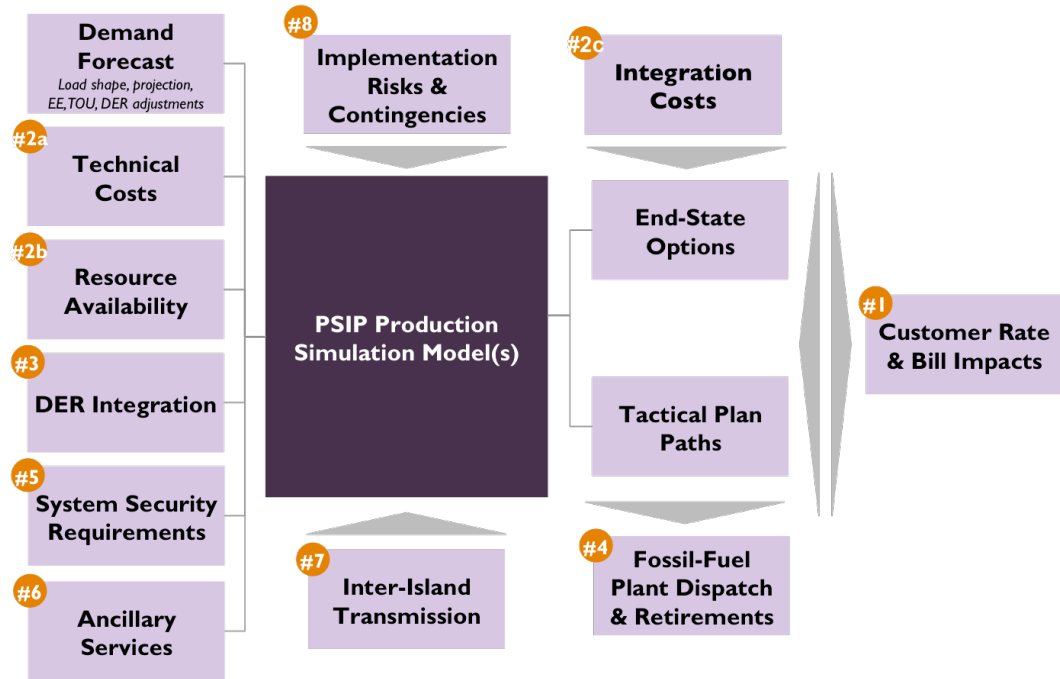 Demand
Forecast
Load shape, projection,
EE,TOU, DER adjustments
#2a
Technical
Costs
#2b
Resource
Availability
#3
DER Integration
#5
System Security
Requirements
#6
Ancillary
Services
#8
Implementation
Risks &
Contingencies
PSIP Production
Simulation Model(s)
#7
Inter-Island
Transmission
#2c
Integration
Costs
End-State
Options
Tactical Plan
Paths
#4
Fossil-Fuel
Plant Dispatch
& Retirements
#1
Customer Rate
& Bill Impacts